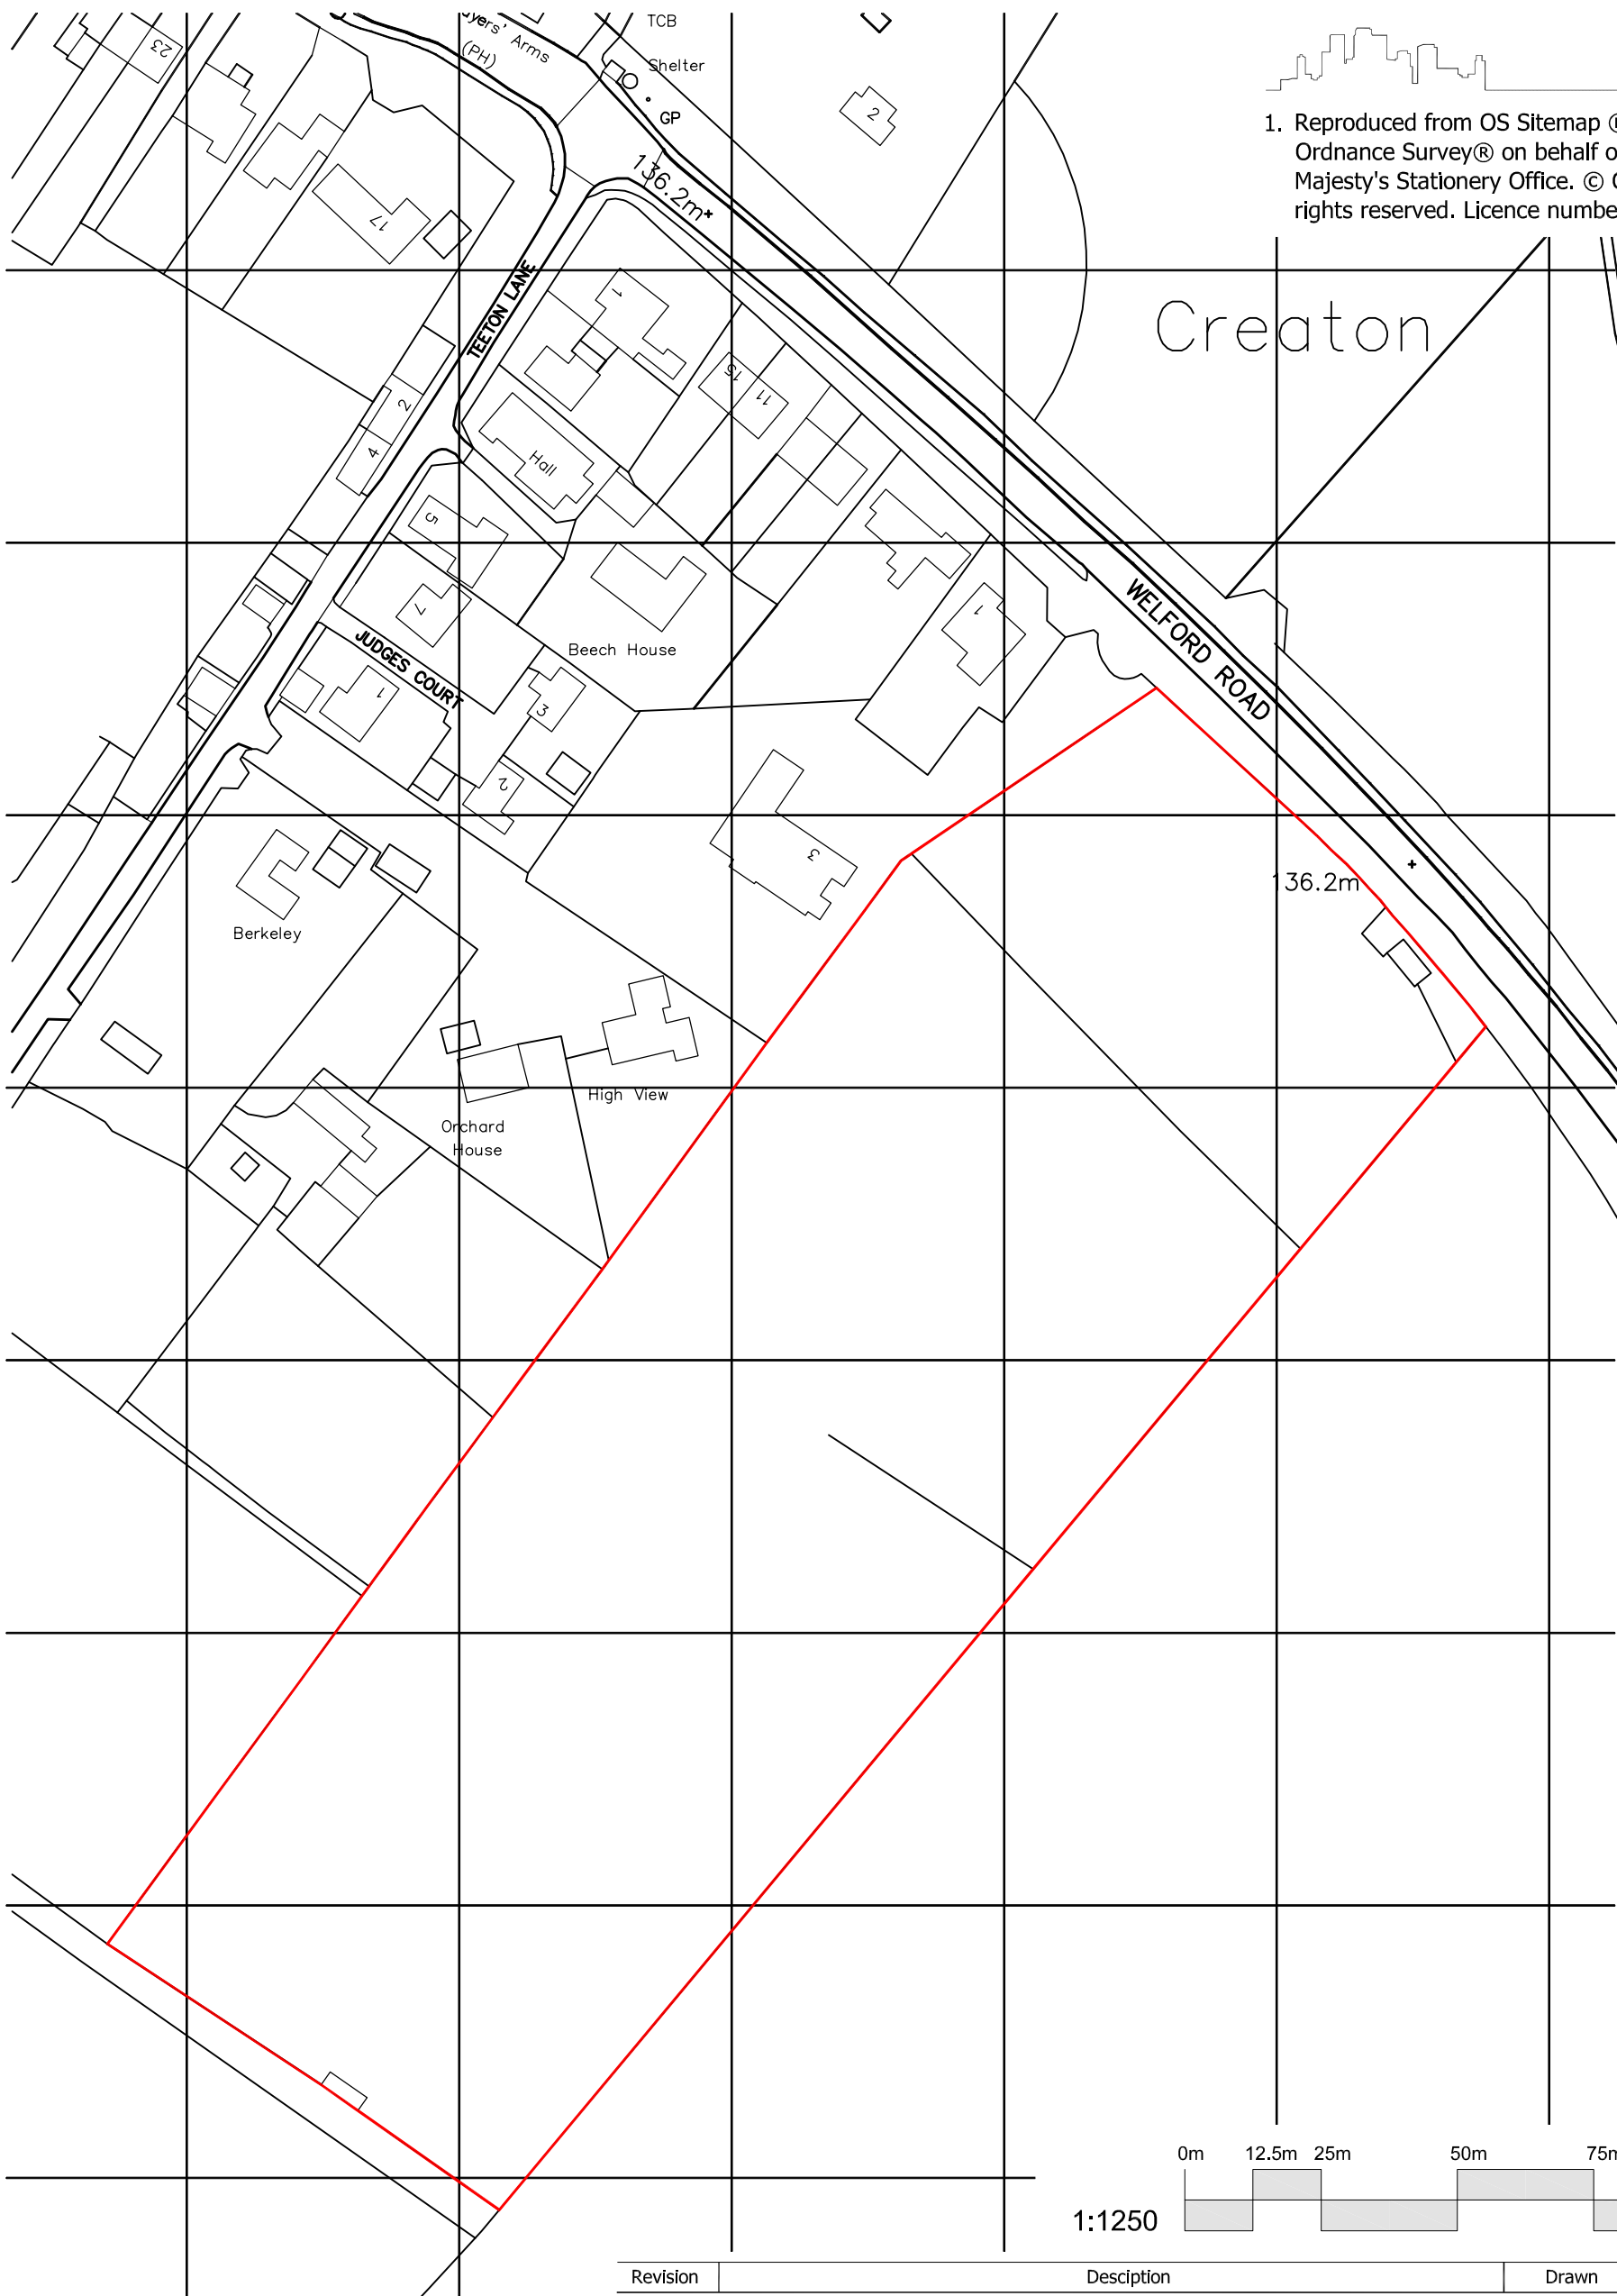 TCB
Arms
(PH)
Shelter
GP
23
2
136.2m
17
1. Reproduced from OS Sitemap
Ordnance Survey® on behalf
Majesty's Stationery Office. ©
rights reserved. Licence
TEETON LANE
1
Creaton
15
11
2
4
Hall
5
7
1
WELFORD ROAD
Beech House
JUDGES COURT
1
3
2
3
136.2m
Berkeley
High View
Orchard
House
0m 12.5m 25m 50m
1:1250
Revision Desciption Drawn